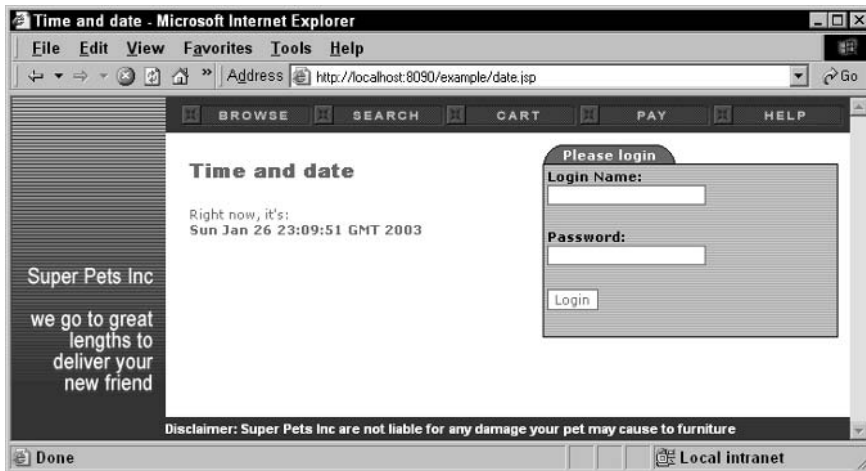 Time and date - Microsoft Internet Explorer
File Edit View Favorites Tools Help
» Address http://localhost:8090/example/date.jsp Go
BROWSE SEARCH CART PAY HELP
Please login
Time and date
Login Name:
Right now, it's:
Sun Jan 26 23:09:51 GMT 2003
Password:
Login
Super Pets Inc
we go to great
lengths to
deliver your
new friend
Disclaimer: Super Pets Inc are not liable for any damage your pet may cause to furniture
Done Local intranet